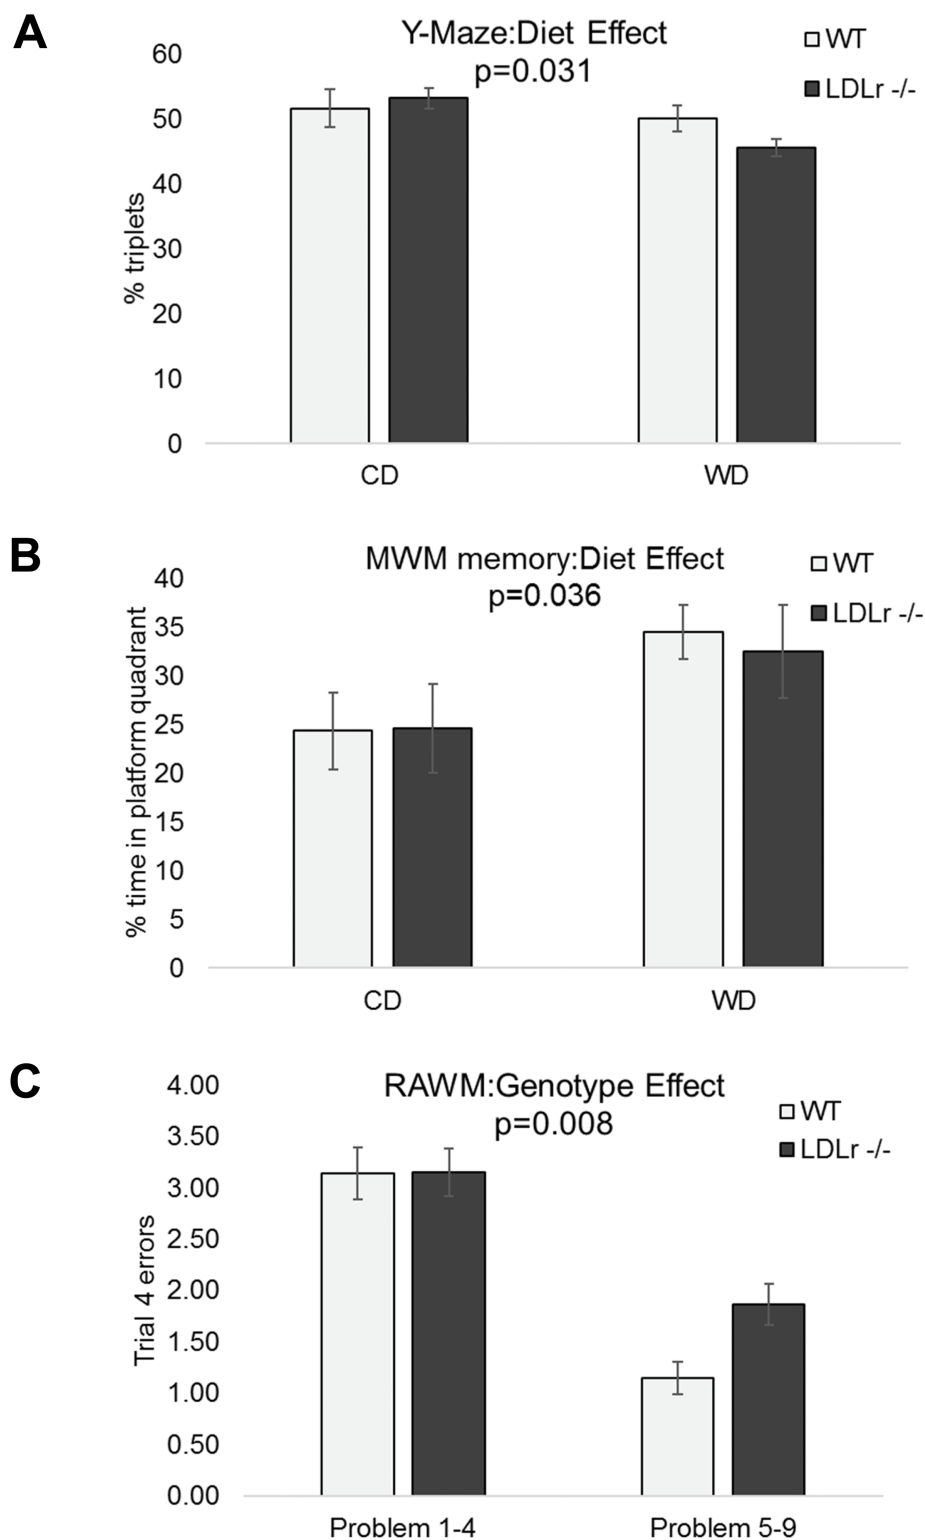 A
Y-Maze:Diet Effect
p=0.031
WT
LDLr -/-
% triplets
60
50
40
30
20
10
0
CD
WD
B
MWM memory:Diet Effect
p=0.036
WT
LDLr -/-
% time in platform quadrant
40
35
30
25
20
15
10
5
0
CD
WD
C
RAWM:Genotype Effect
p=0.008
WT
LDLr -/-
Trial 4 errors
4.00
3.50
3.00
2.50
2.00
1.50
1.00
0.50
0.00
Problem 1-4
Problem 5-9